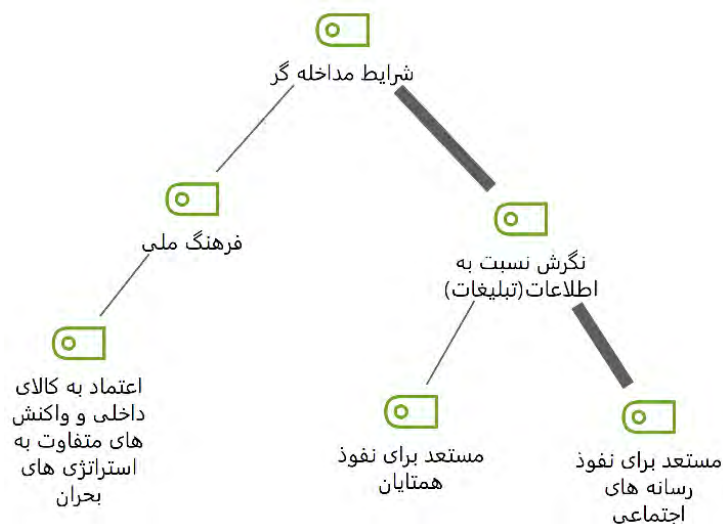 شرایط مداخله گر
فرهنگ ملی
نگرش نسبت به
اطلاعات(تبلیغات)
اعتماد به کالای
داخلی و واکنش
های متفاوت به
استراتژی های
بحران
مستعد برای نفوذ
همتایان
مستعد برای نفوذ
رسانه های
اجتماعی